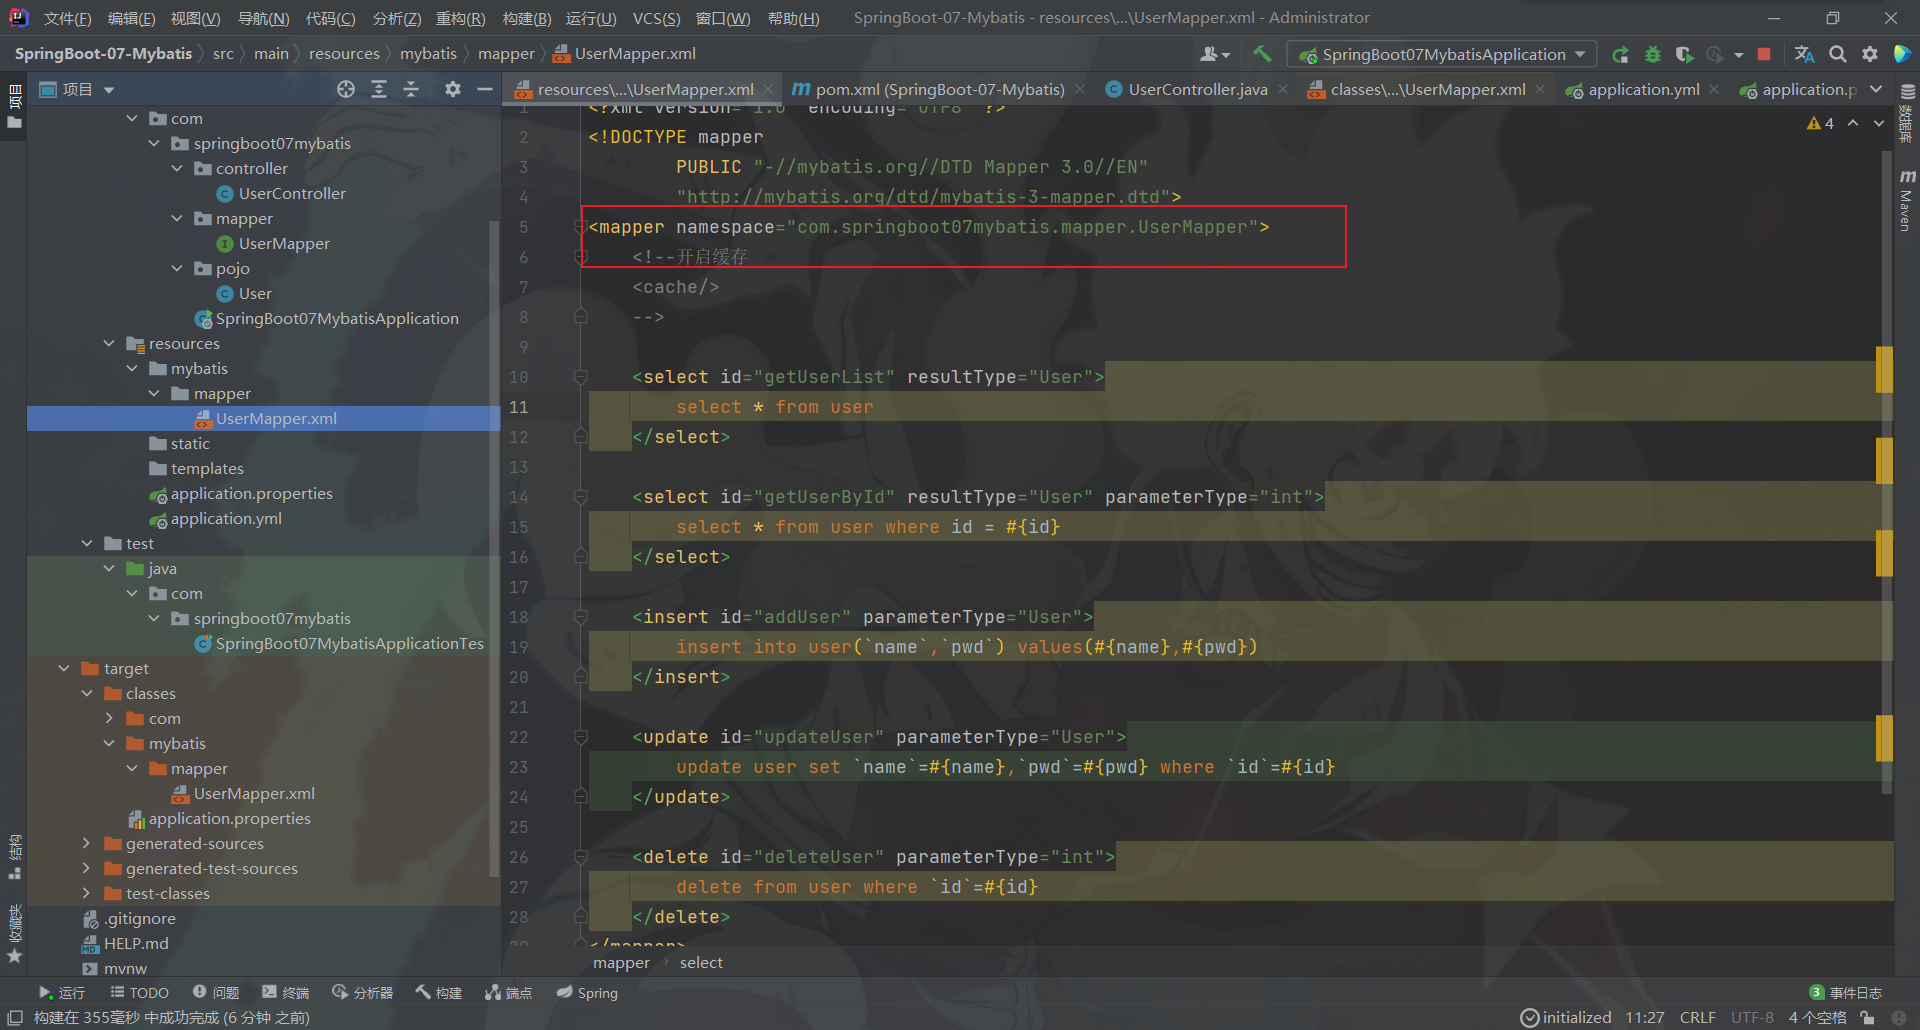 文件(F) 编辑(E) 视图(V) 导航(N) 代码(C) 分析(Z) 重构(R) 构建(B) 运行(U) VCS(S) 窗口(W) 帮助(H) SpringBoot-07-Mybatis - resources\...\UserMapper.xml - Administrator
SpringBoot-07-Mybatis src main resources mybatis mapper UserMapper.xml
SpringBoot07MybatisApplication
项目
项目
resources\...\UserMapper.xml
pom.xml (SpringBoot-07-Mybatis)
UserController.java
classes\...\UserMapper.xml
application.yml
application.p
com
springboot07mybatis
controller
UserController
mapper
UserMapper
pojo
User
SpringBoot07MybatisApplication
resources
mybatis
mapper
UserMapper.xml
static
templates
application.properties
application.yml
test
java
com
springboot07mybatis
SpringBoot07MybatisApplicationTes
target
classes
com
mybatis
mapper
UserMapper.xml
application.properties
generated-sources
generated-test-sources
test-classes
.gitignore
HELP.md
mvnw
结构
收藏夹
1 <?xml version="1.0" encoding="UTF8" ?>
2 <!DOCTYPE mapper
3 PUBLIC "-//mybatis.org//DTD Mapper 3.0//EN"
4 "http://mybatis.org/dtd/mybatis-3-mapper.dtd">
5 <mapper namespace="com.springboot07mybatis.mapper.UserMapper">
6 <!--开启缓存
7 <cache/>
8 -->
9
10 <select id="getUserList" resultType="User">
11 select * from user
12 </select>
13
14 <select id="getUserById" resultType="User" parameterType="int">
15 select * from user where id = #{id}
16 </select>
17
18 <insert id="addUser" parameterType="User">
19 insert into user(`name`,`pwd`) values(#{name},#{pwd})
20 </insert>
21
22 <update id="updateUser" parameterType="User">
23 update user set `name`=#{name},`pwd`=#{pwd} where `id`=#{id}
24 </update>
25
26 <delete id="deleteUser" parameterType="int">
27 delete from user where `id`=#{id}
28 </delete>
29 </mapper>
4
数据库
m Maven
mapper select
运行 TODO 问题 终端 分析器 构建 端点 Spring 3 事件日志
构建在 355毫秒 中成功完成 (6 分钟 之前) initialized 11:27 CRLF UTF-8 4 个空格